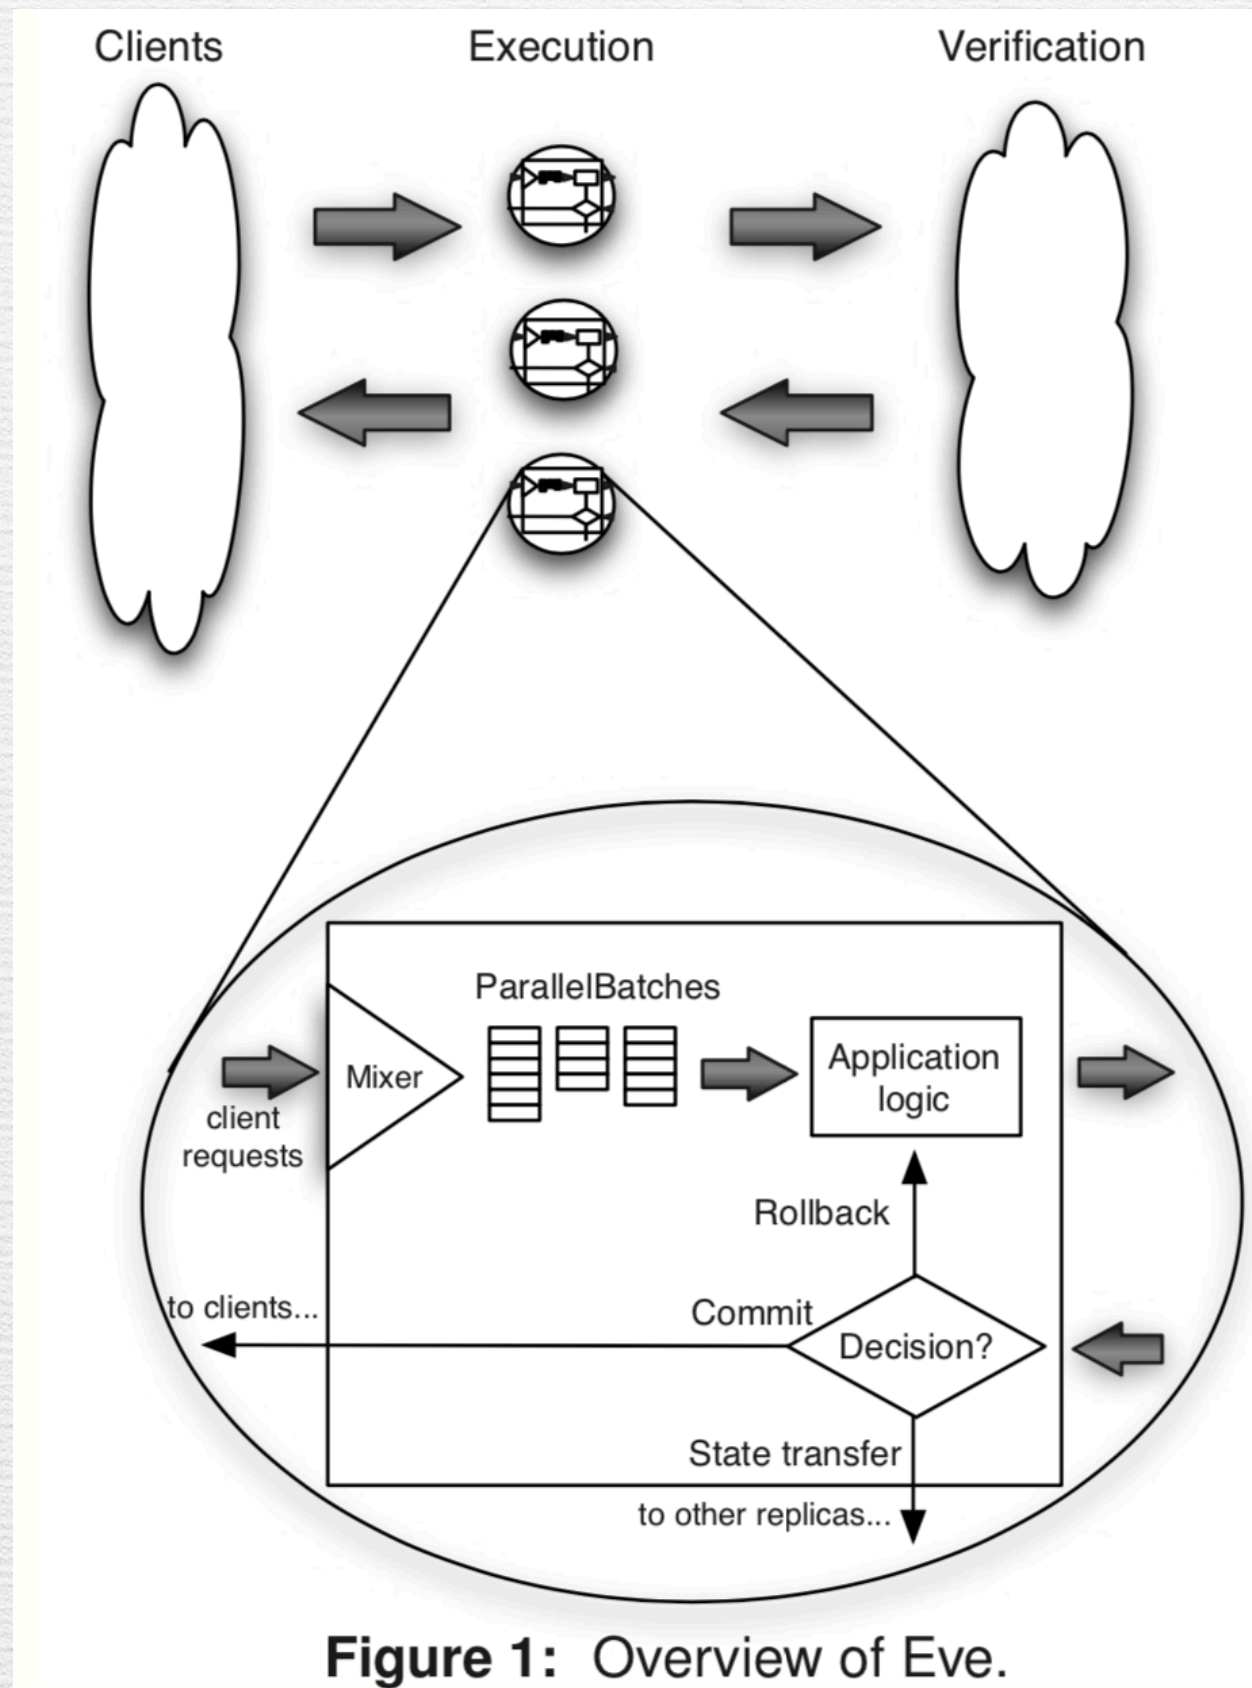 Clients
Execution
Verification
ParallelBatches
Mixer
Application
logic
client
requests
Rollback
to clients...
Commit
Decision?
State transfer
to other replicas...
Figure 1: Overview of Eve.